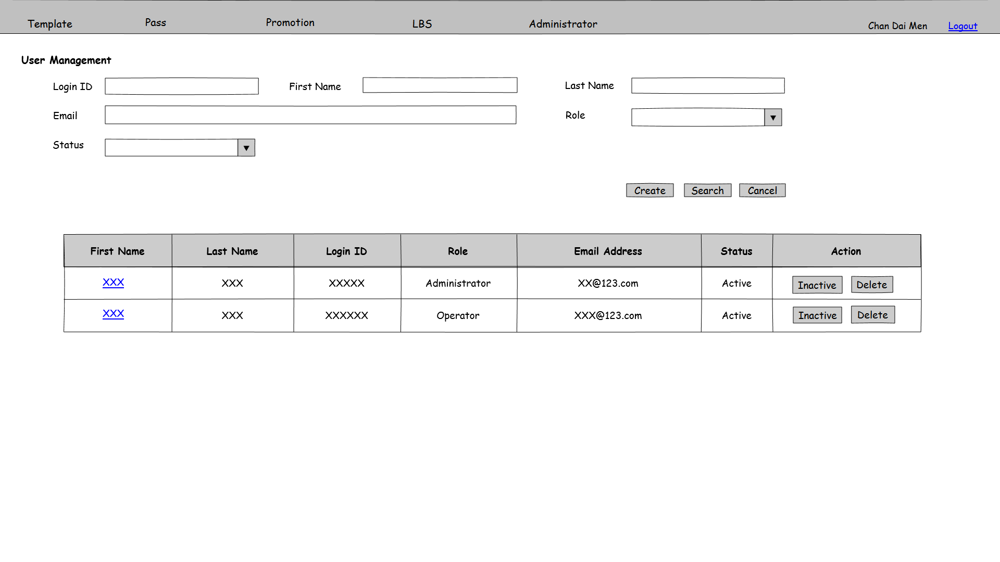 Template Pass Promotion LBS Administrator Chan Dai Men Logout
User Management
Login ID First Name Last Name
Email Role
Status
Create Search Cancel
First Name Last Name Login ID Role Email Address Status Action
XXX XXX XXXXX Administrator XX@123.com Active Inactive Delete
XXX XXX XXXXXX Operator XXX@123.com Active Inactive Delete